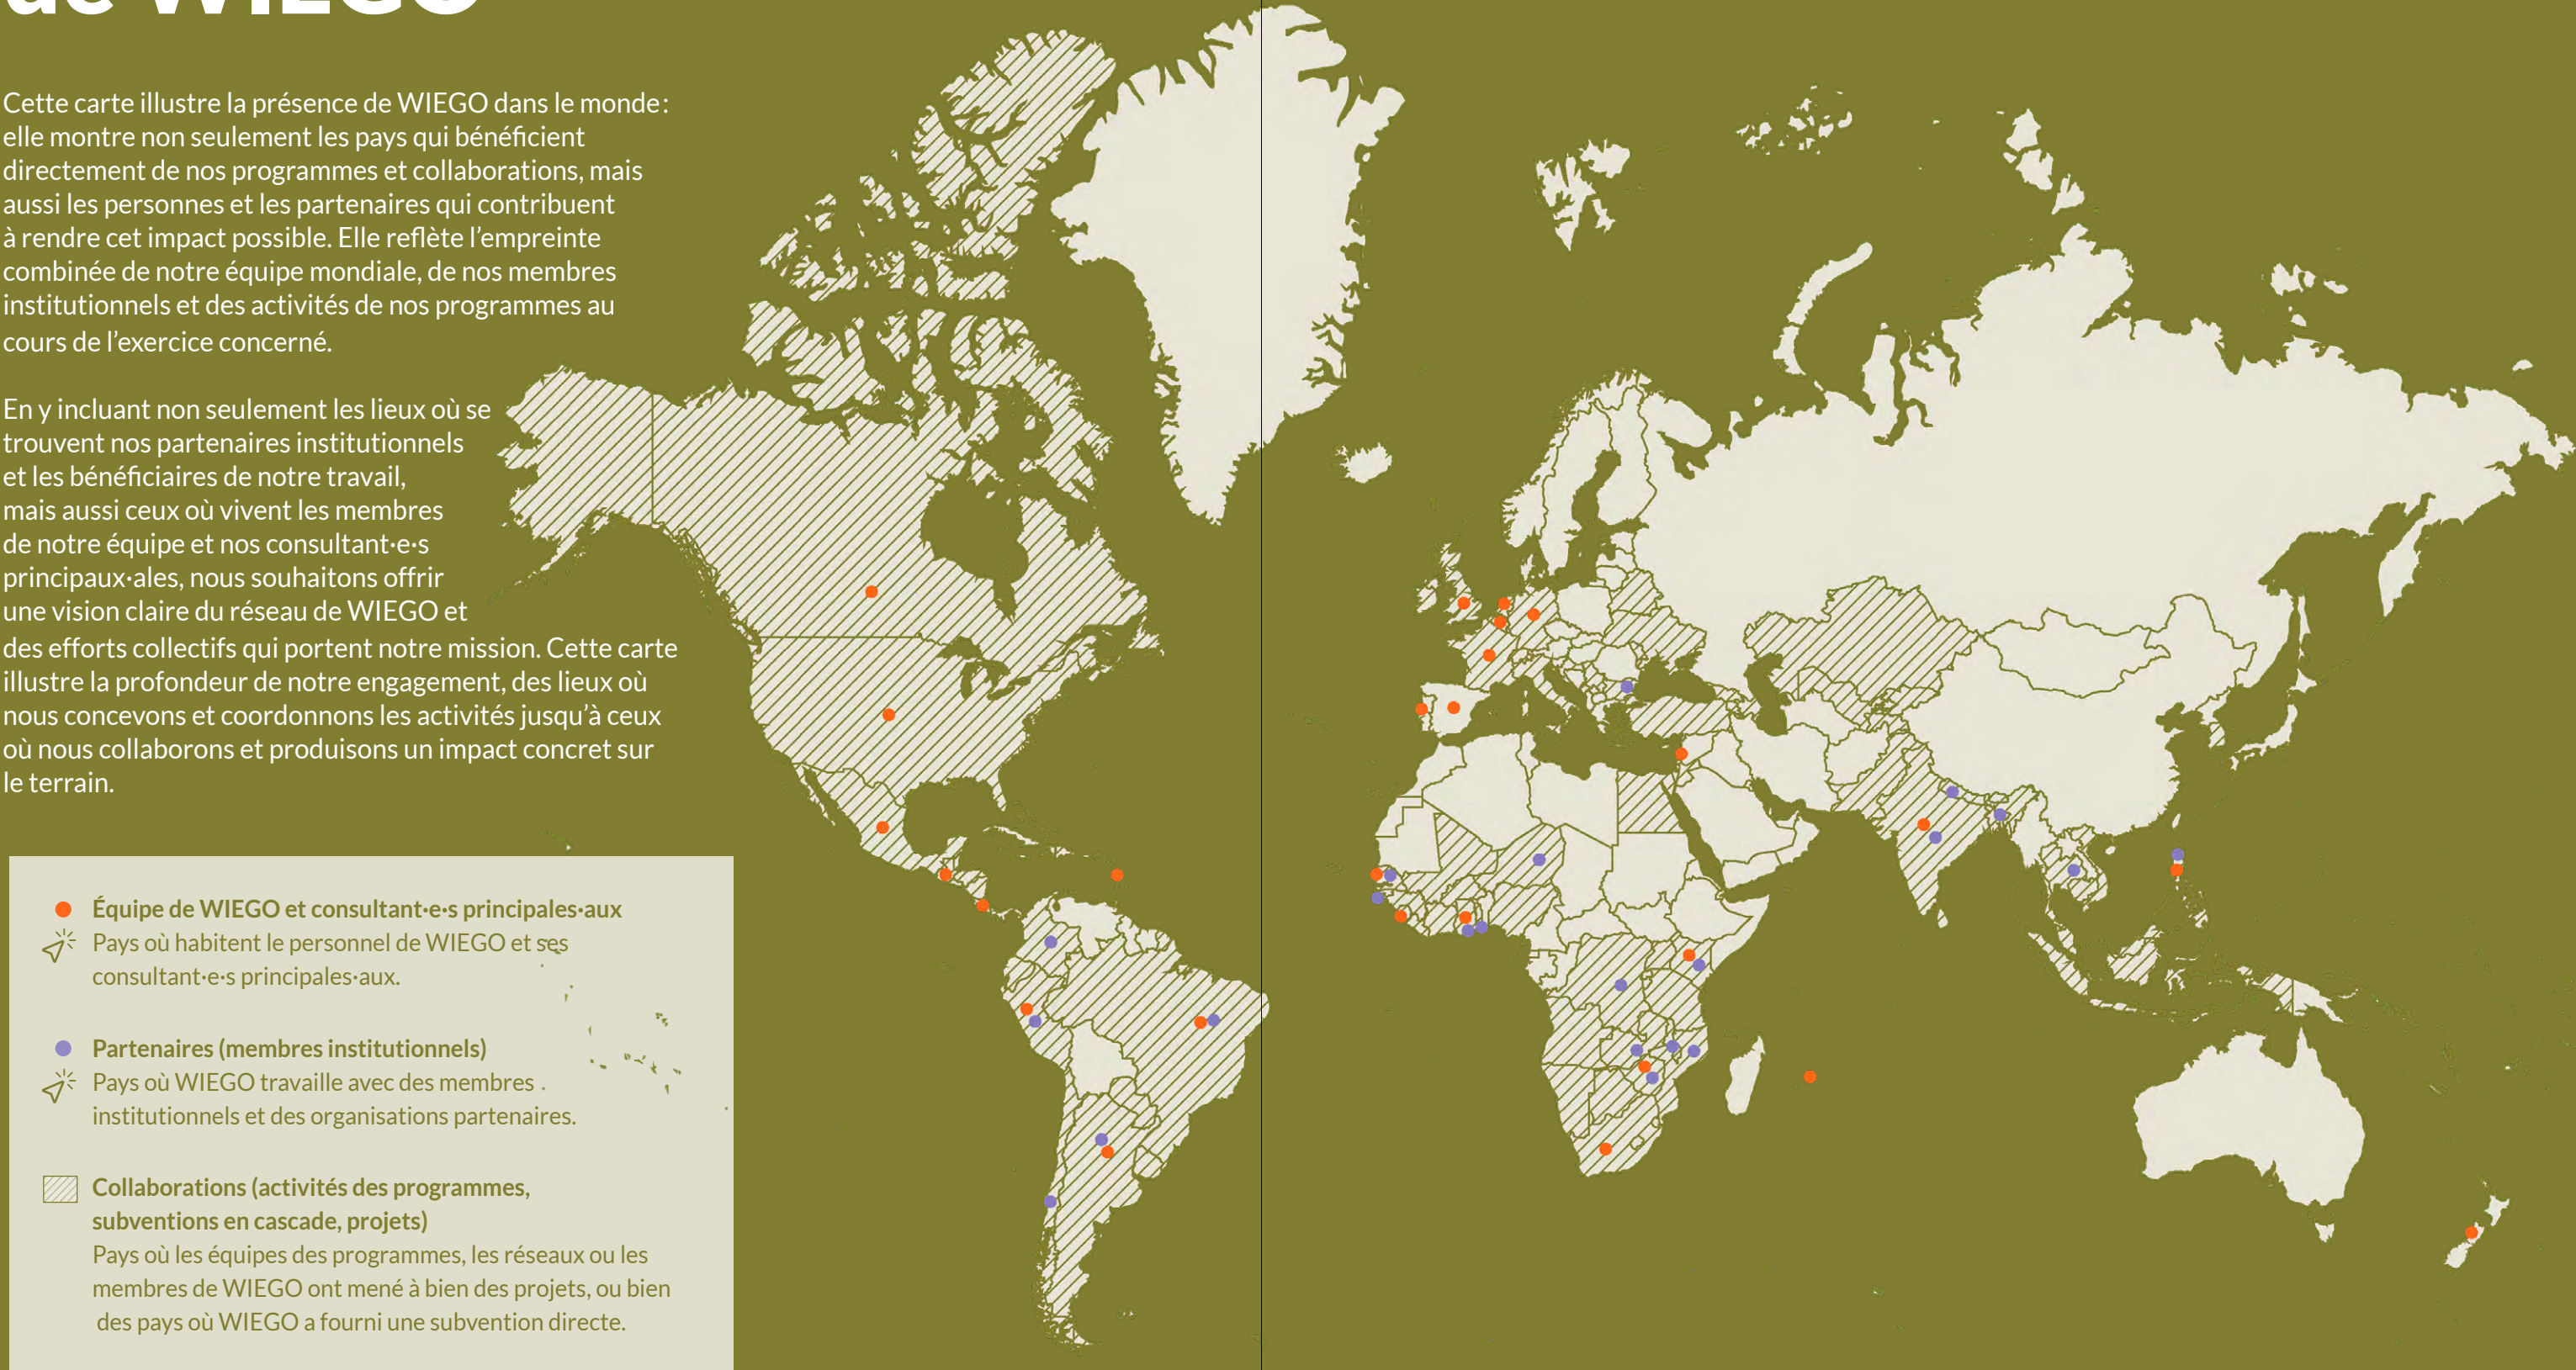 de WIEGO
Cette carte illustre la présence de WIEGO dans le monde :
elle montre non seulement les pays qui bénéficient
directement de nos programmes et collaborations, mais
aussi les personnes et les partenaires qui contribuent
à rendre cet impact possible. Elle reflète l’empreinte
combinée de notre équipe mondiale, de nos membres
institutionnels et des activités de nos programmes au
cours de l’exercice concerné.
En y incluant non seulement les lieux où se
trouvent nos partenaires institutionnels
et les bénéficiaires de notre travail,
mais aussi ceux où vivent les membres
de notre équipe et nos consultant·e·s
principaux·ales, nous souhaitons offrir
une vision claire du réseau de WIEGO et
des efforts collectifs qui portent notre mission. Cette carte
illustre la profondeur de notre engagement, des lieux où
nous concevons et coordonnons les activités jusqu’à ceux
où nous collaborons et produisons un impact concret sur
le terrain.
Équipe de WIEGO et consultant·e·s principales·aux
Pays où habitent le personnel de WIEGO et ses
consultant·e·s principales·aux.
Partenaires (membres institutionnels)
Pays où WIEGO travaille avec des membres
institutionnels et des organisations partenaires.
Collaborations (activités des programmes,
subventions en cascade, projets)
Pays où les équipes des programmes, les réseaux ou les
membres de WIEGO ont mené à bien des projets, ou bien
des pays où WIEGO a fourni une subvention directe.